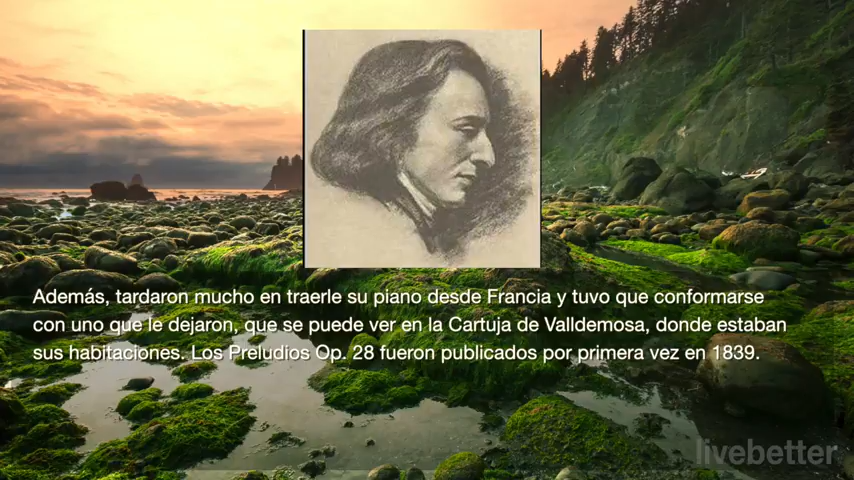 Además, tardaron mucho en traerle su piano desde Francia y tuvo que conformarse
con uno que le dejaron, que se puede ver en la Cartuja de Valldemosa, donde estaban
sus habitaciones. Los Preludios Op. 28 fueron publicados por primera vez en 1839.
livebetter